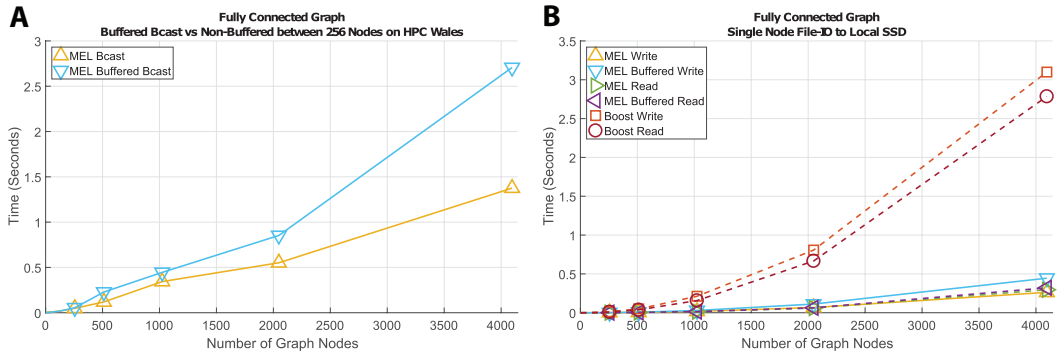 A
Fully Connected Graph
Buffered Bcast vs Non-Buffered between 256 Nodes on HPC Wales
3
2.5
2
1.5
1
0.5
0
Time (Seconds)
MEL Bcast
MEL Buffered Bcast
0 500 1000 1500 2000 2500 3000 3500 4000
Number of Graph Nodes
B
Fully Connected Graph
Single Node File-IO to Local SSD
3.5
3
2.5
2
1.5
1
0.5
0
Time (Seconds)
MEL Write
MEL Buffered Write
MEL Read
MEL Buffered Read
Boost Write
Boost Read
0 500 1000 1500 2000 2500 3000 3500 4000
Number of Graph Nodes